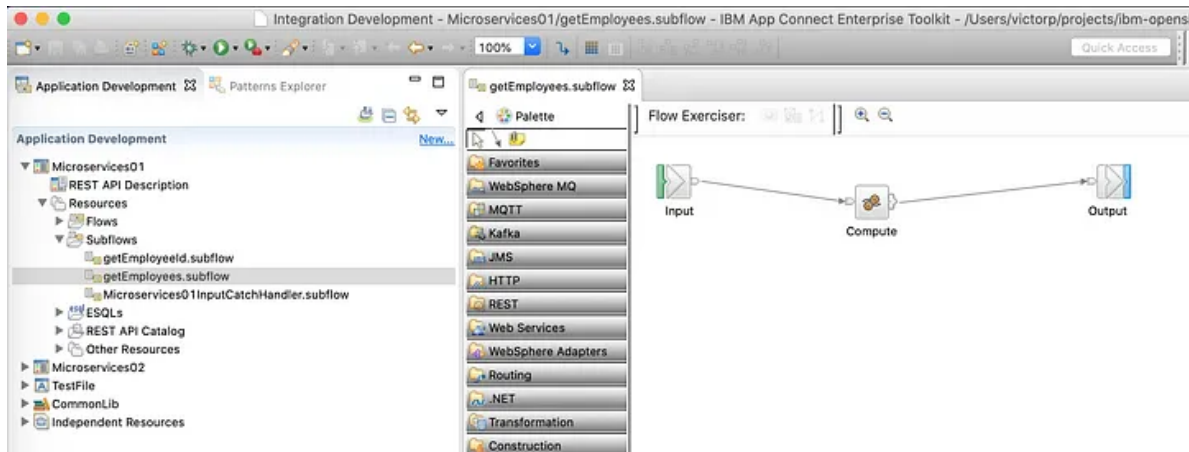 Integration Development - Microservices01/getEmployees.subflow - IBM App Connect Enterprise Toolkit - /Users/victorp/projects/ibm-opens
100%
Quick Access
Application Development
Patterns Explorer
getEmployees.subflow
Palette
Flow Exerciser:
Application Development
New...
Microservices01
REST API Description
Resources
Flows
Subflows
getEmployeeId.subflow
getEmployees.subflow
Microservices01InputCatchHandler.subflow
ESQLs
REST API Catalog
Other Resources
Microservices02
TestFile
CommonLib
Independent Resources
Favorites
WebSphere MQ
MQTT
Kafka
JMS
HTTP
REST
Web Services
WebSphere Adapters
Routing
.NET
Transformation
Construction
Input
Compute
Output